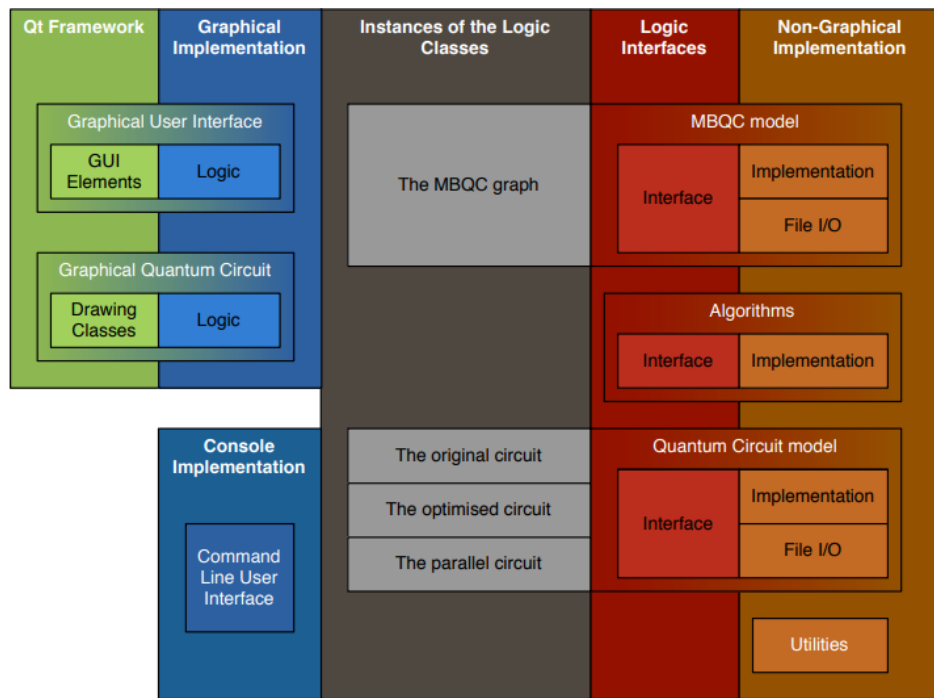 Qt Framework
Graphical
Implementation
Instances of the Logic
Classes
Logic
Interfaces
Non-Graphical
Implementation
Graphical User Interface
GUI
Elements
Logic
Graphical Quantum Circuit
Drawing
Classes
Logic
Console
Implementation
Command
Line User
Interface
The MBQC graph
The original circuit
The optimised circuit
The parallel circuit
MBQC model
Interface
Implementation
File I/O
Algorithms
Interface
Implementation
Quantum Circuit model
Interface
Implementation
File I/O
Utilities